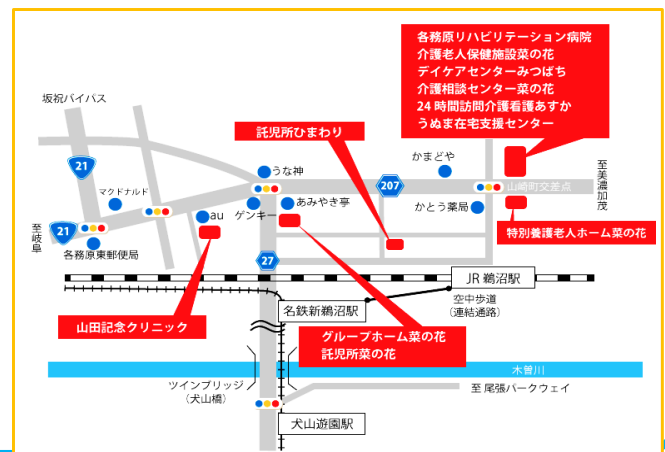 各務原リハビリテーション病院
介護老人保健施設菜の花
デイケアセンターみつばち
介護相談センター菜の花
24時間訪問介護看護あすか
うぬま在宅支援センター
坂祝バイパス
託児所ひまわり
かまどや
うな神
21
207
山崎町交差点
至美濃加茂
マクドナルド
au
ゲンキー
あみやき亭
かとう薬局
特別養護老人ホーム菜の花
21
至岐阜
各務原東郵便局
27
JR鵜沼駅
空中歩道
(連結通路)
名鉄新鵜沼駅
山田記念クリニック
グループホーム菜の花
託児所菜の花
木曽川
ツインブリッジ
(犬山橋)
至 尾張パークウェイ
犬山遊園駅